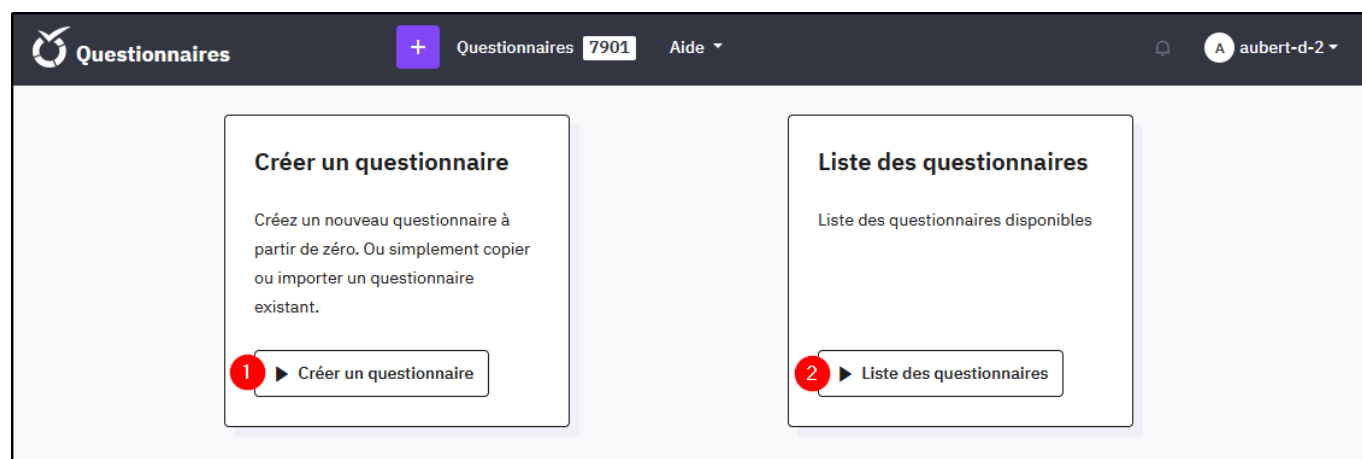 Questionnaires
+ Questionnaires 7901 Aide
A aubert-d-2
Créer un questionnaire
Créez un nouveau questionnaire à
partir de zéro. Ou simplement copier
ou importer un questionnaire
existant.
1 Créer un questionnaire
Liste des questionnaires
Liste des questionnaires disponibles
2 Liste des questionnaires